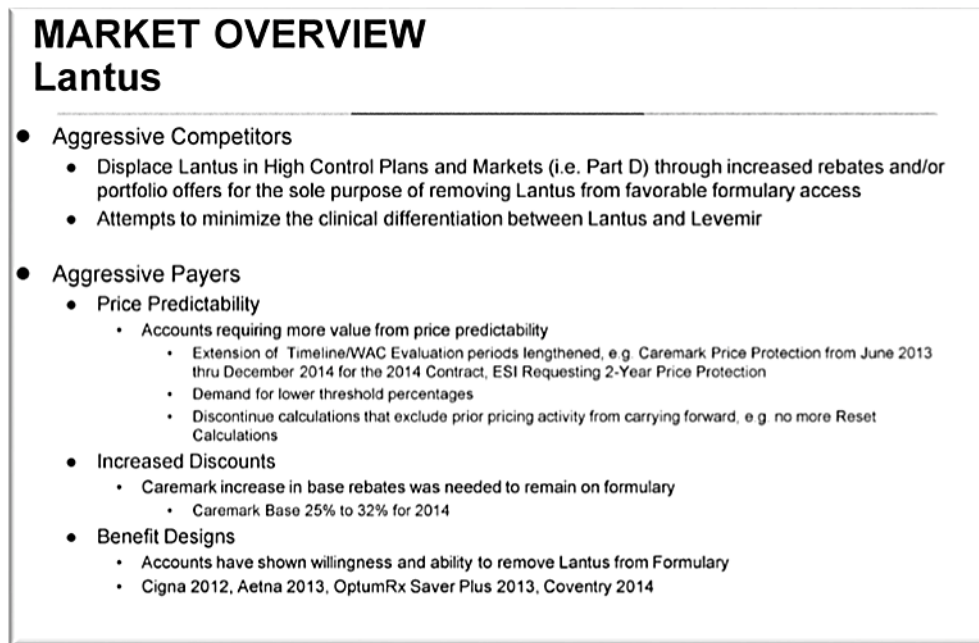 MARKET OVERVIEW
Lantus
● Aggressive Competitors
● Displace Lantus in High Control Plans and Markets (i.e. Part D) through increased rebates and/or
portfolio offers for the sole purpose of removing Lantus from favorable formulary access
● Attempts to minimize the clinical differentiation between Lantus and Levemir
● Aggressive Payers
● Price Predictability
• Accounts requiring more value from price predictability
• Extension of Timeline/WAC Evaluation periods lengthened, e.g. Caremark Price Protection from June 2013
thru December 2014 for the 2014 Contract, ESI Requesting 2-Year Price Protection
• Demand for lower threshold percentages
• Discontinue calculations that exclude prior pricing activity from carrying forward, e.g. no more Reset
Calculations
● Increased Discounts
• Caremark increase in base rebates was needed to remain on formulary
• Caremark Base 25% to 32% for 2014
● Benefit Designs
• Accounts have shown willingness and ability to remove Lantus from Formulary
• Cigna 2012, Aetna 2013, OptumRx Saver Plus 2013, Coventry 2014